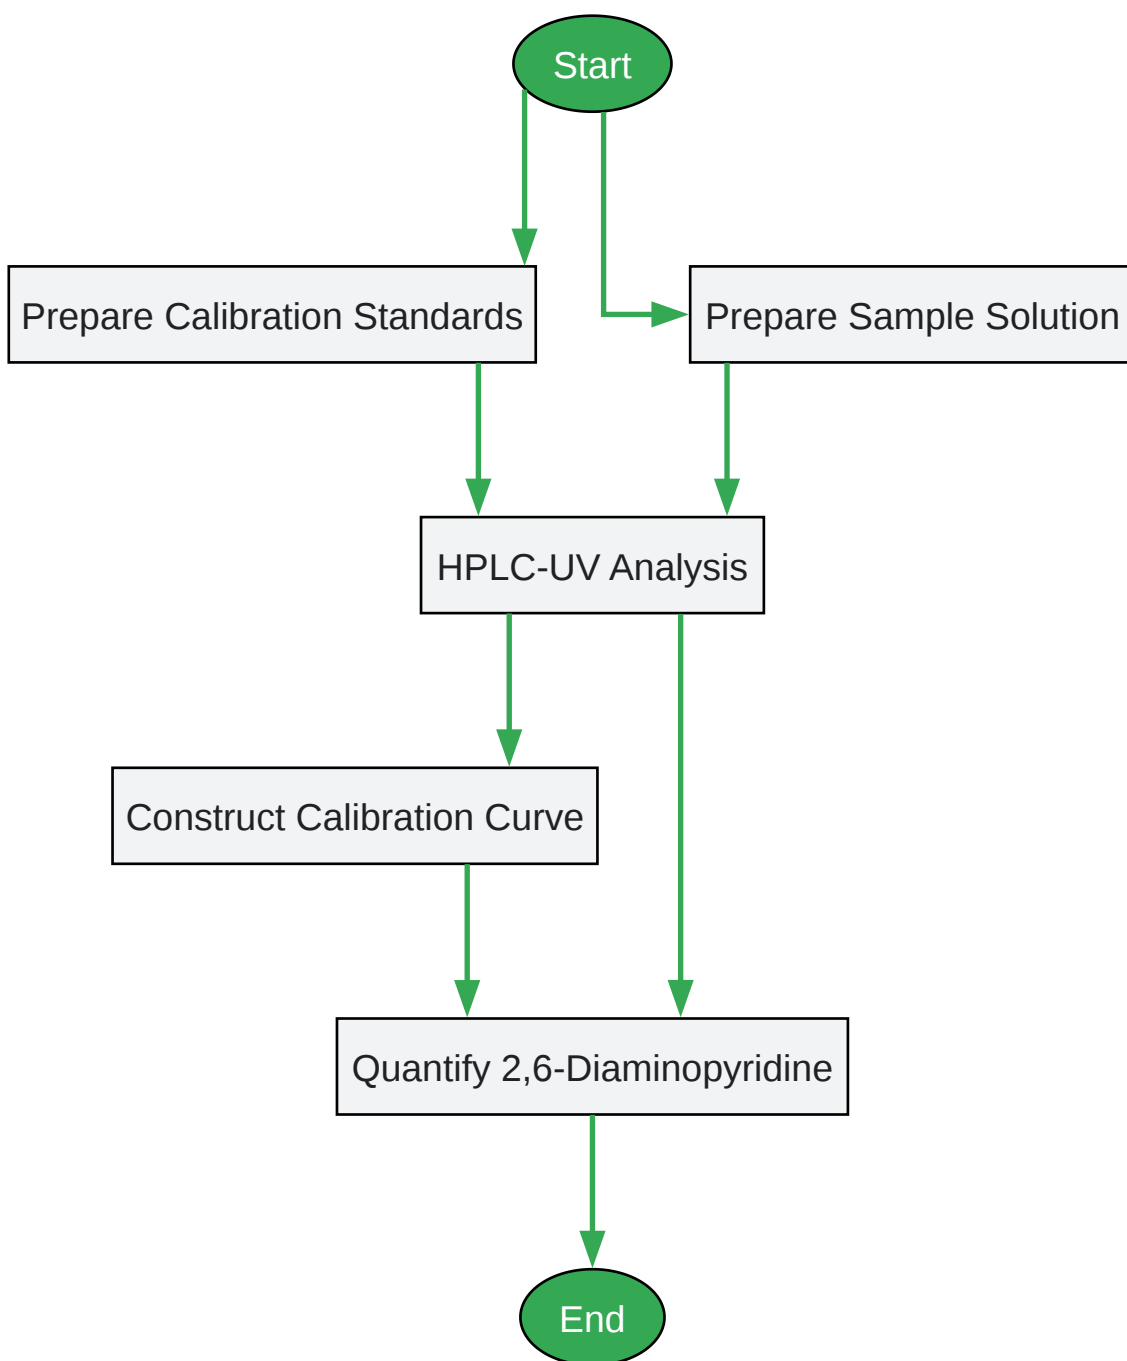 Start
Prepare Calibration Standards
Prepare Sample Solution
HPLC-UV Analysis
Construct Calibration Curve
Quantify 2,6-Diaminopyridine
End